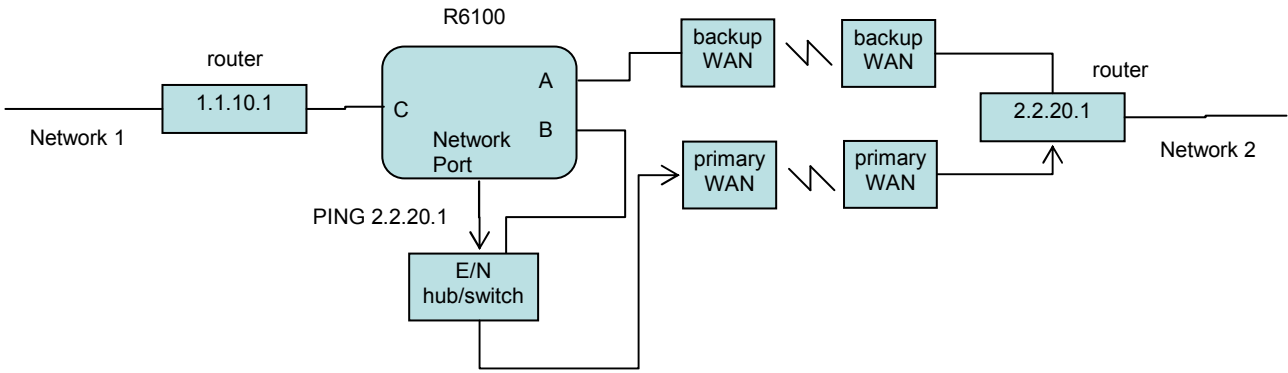 R6100
router
1.1.10.1
Network 1
C
A
B
Network
Port
backup
WAN
backup
WAN
router
2.2.20.1
Network 2
primary
WAN
primary
WAN
PING 2.2.20.1
E/N
hub/switch